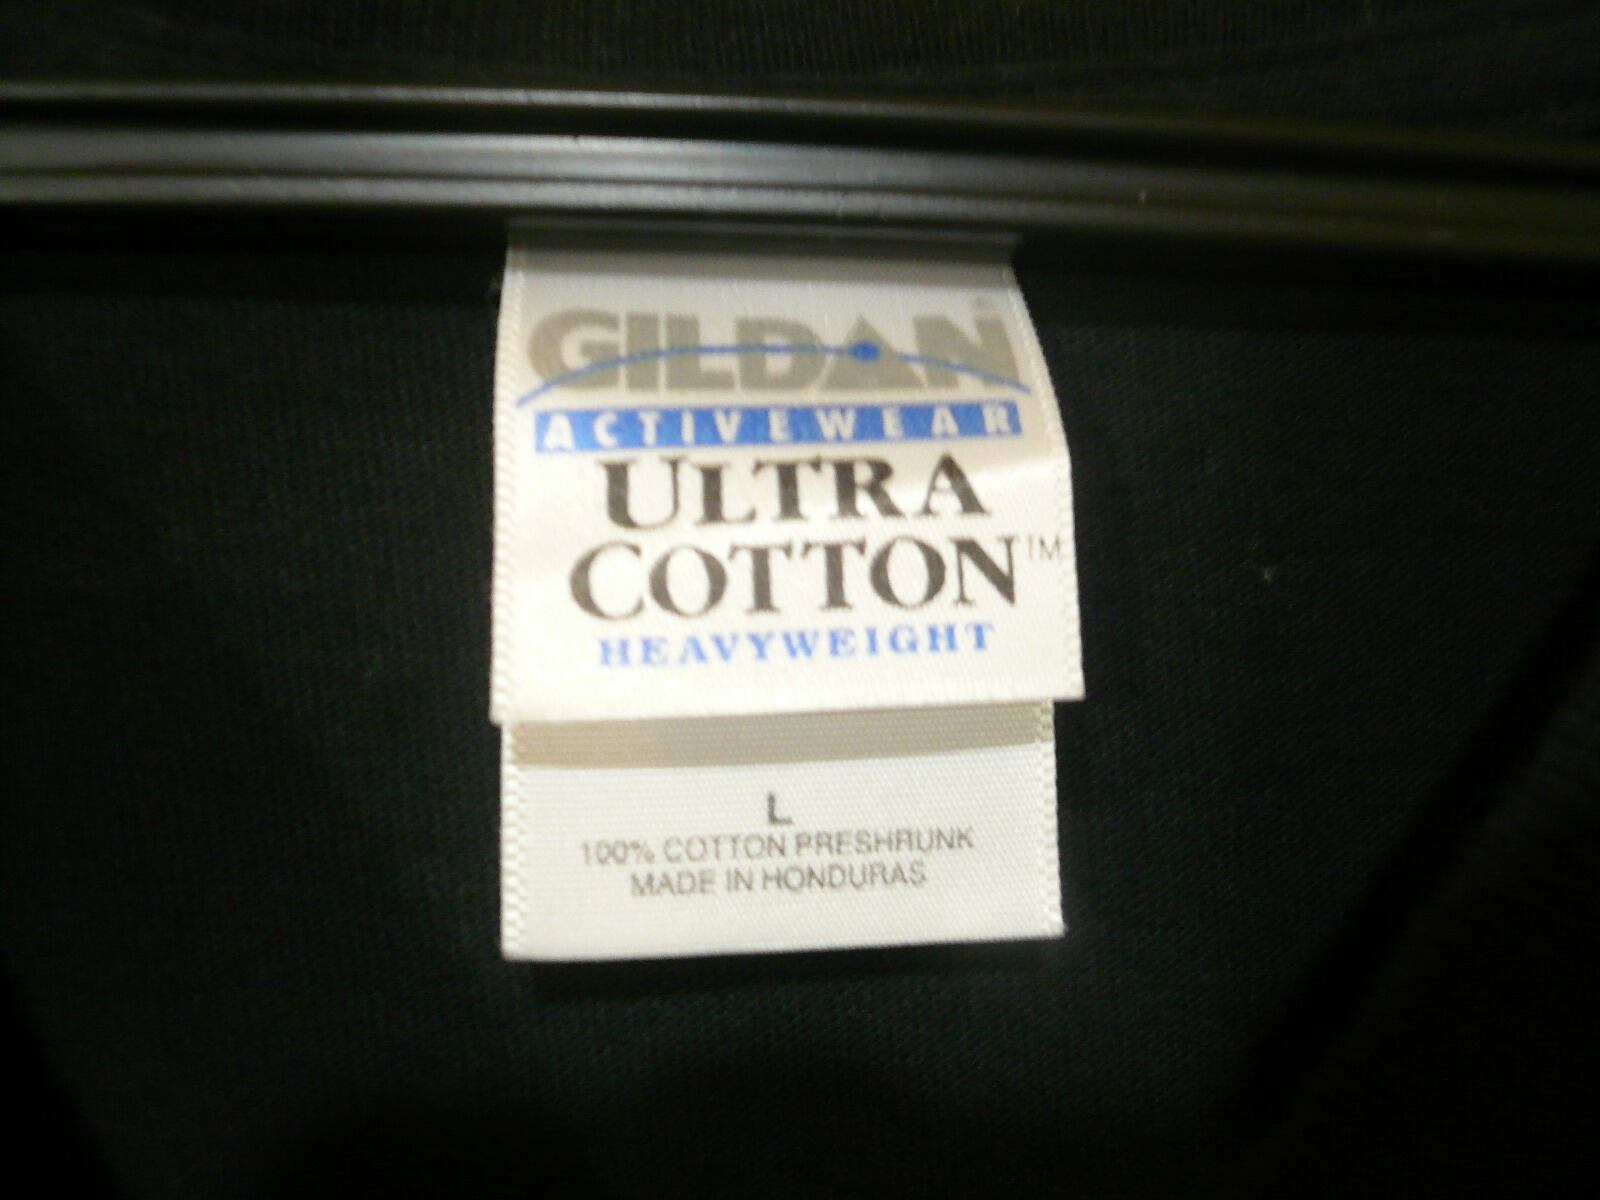 GILDAN®
ACTIVEWEAR
ULTRA
COTTON™
HEAVYWEIGHT
L
100% COTTON PRESHRUNK
MADE IN HONDURAS